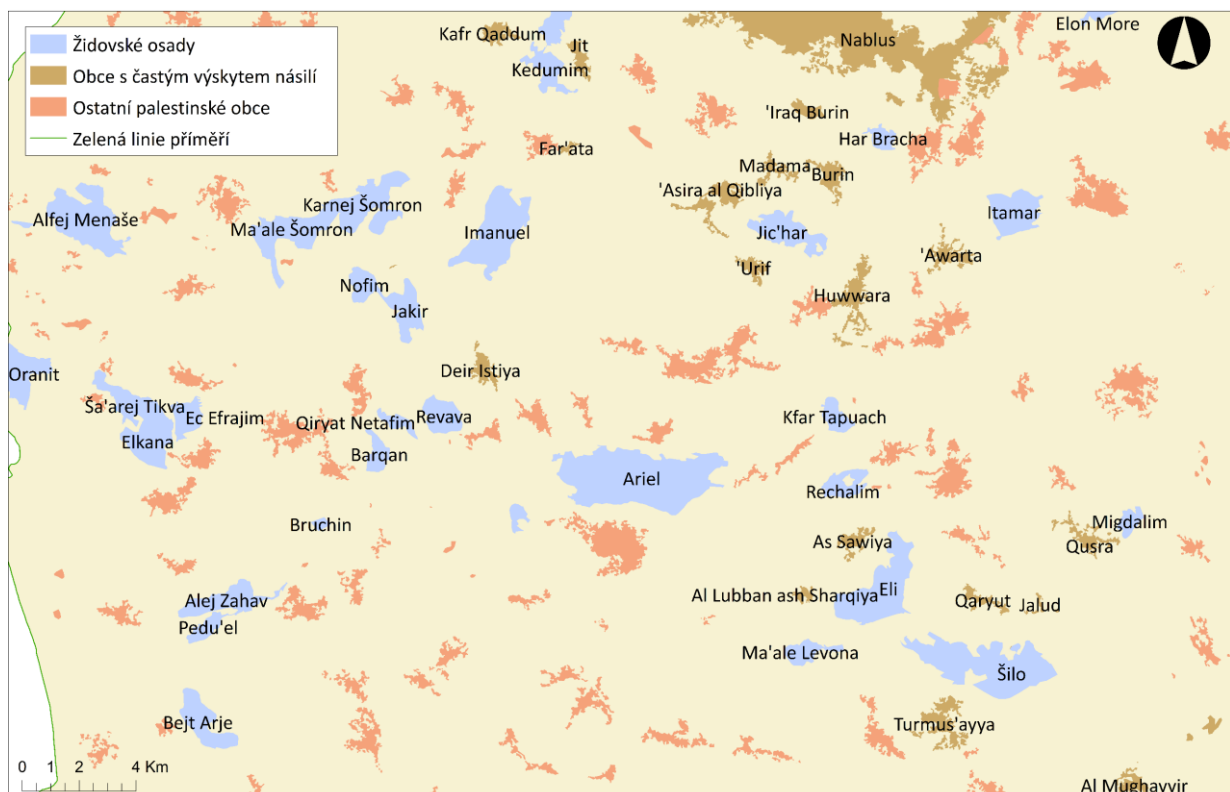 Židovské osady
Obce s častým výskytem násilí
Ostatní palestinské obce
Zelená linie příměří
Kafr Qaddum
Jit
Kedumim
Nablus
Elon More
'Iraq Burin
Har Bracha
Far'ata
Madama
Burin
'Asira al Qibliya
Alfej Menaše
Karnej Šomron
Ma'ale Šomron
Imanuel
Jic'har
Itamar
'Urif
'Awarta
Nofim
Jakir
Huwwara
Oranit
Deir Istiya
Ša'arej Tikva
Ec Efrajim
Qiryat Netafim
Revava
Kfar Tapuach
Elkana
Barqan
Ariel
Rechalim
Bruchin
Migdalim
As Sawiya
Qusra
Alej Zahav
Al Lubban ash Sharqiya
Eli
Qaryut
Jalud
Pedu'el
Ma'ale Levona
Šilo
Bejt Arje
Turmus'ayya
Al Mughayyir
0 1 2 4 Km